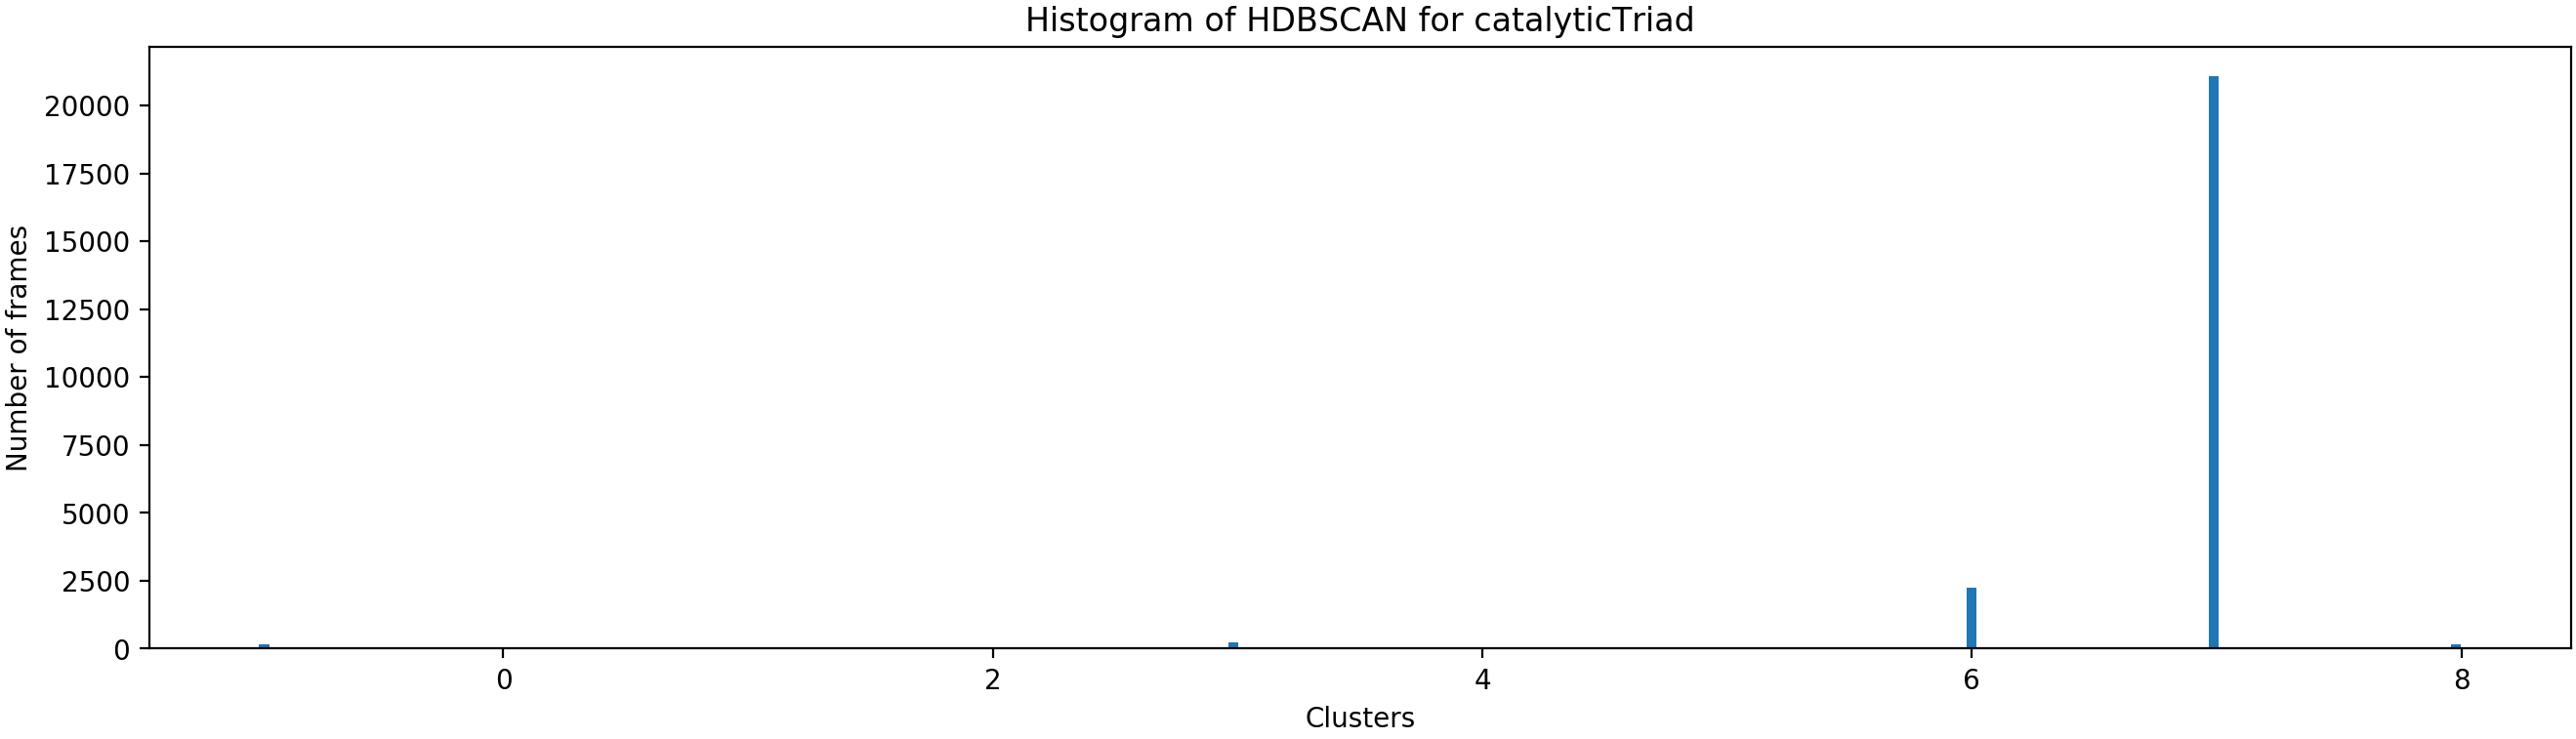 Histogram of HDBSCAN for catalyticTriad
Number of frames
20000
17500
15000
12500
10000
7500
5000
2500
0
0 2 4 6 8
Clusters